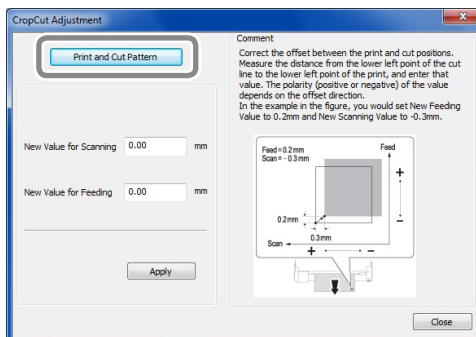 CropCut Adjustment
Print and Cut Pattern
New Value for Scanning 0.00 mm
New Value for Feeding 0.00 mm
Apply
Comment
Correct the offset between the print and cut positions.
Measure the distance from the lower left point of the cut
line to the lower left point of the print, and enter that
value. The polarity (positive or negative) of the value
depends on the offset direction.
In the example in the figure, you would set New Feeding
Value to 0.2mm and New Scanning Value to -0.3mm.
Feed=0.2mm
Scan=-0.3mm
Feed
+
-
0.2mm
0.3mm
Scan
+ -
Close